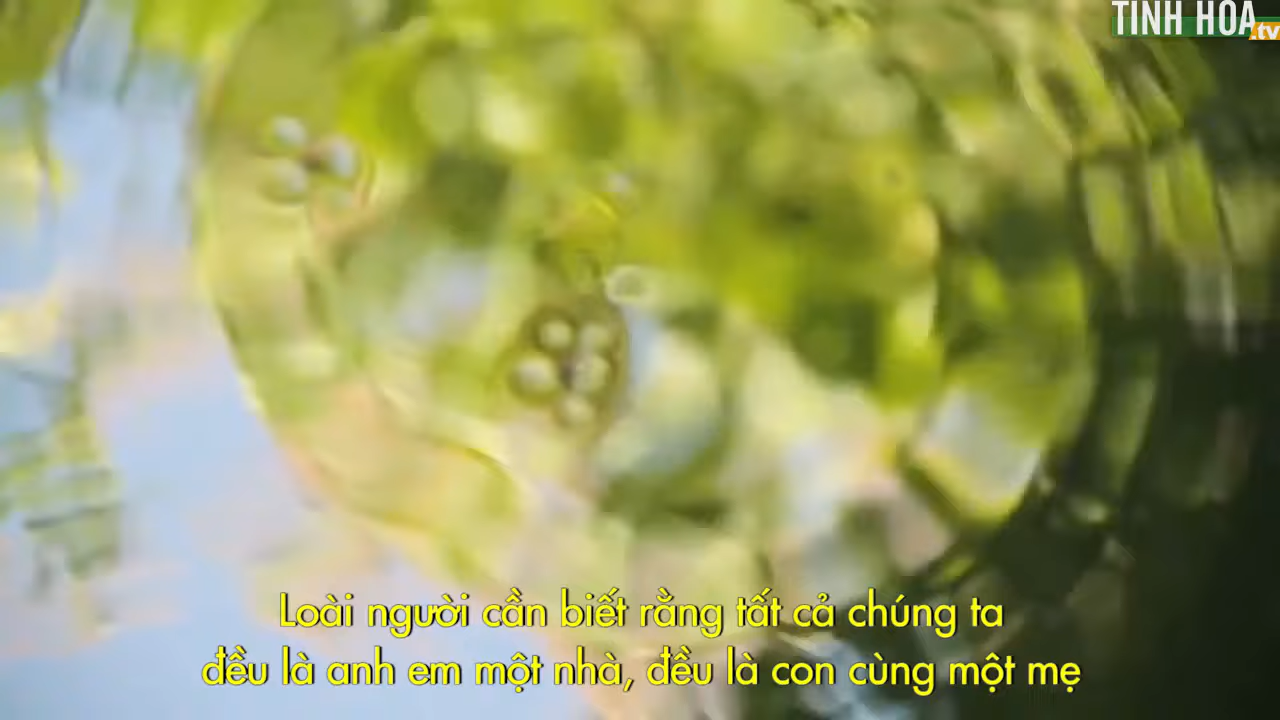 TINH HOA
.tv
Loài người cần biết rằng tất cả chúng ta
đều là anh em một nhà, đều là con cùng một mẹ